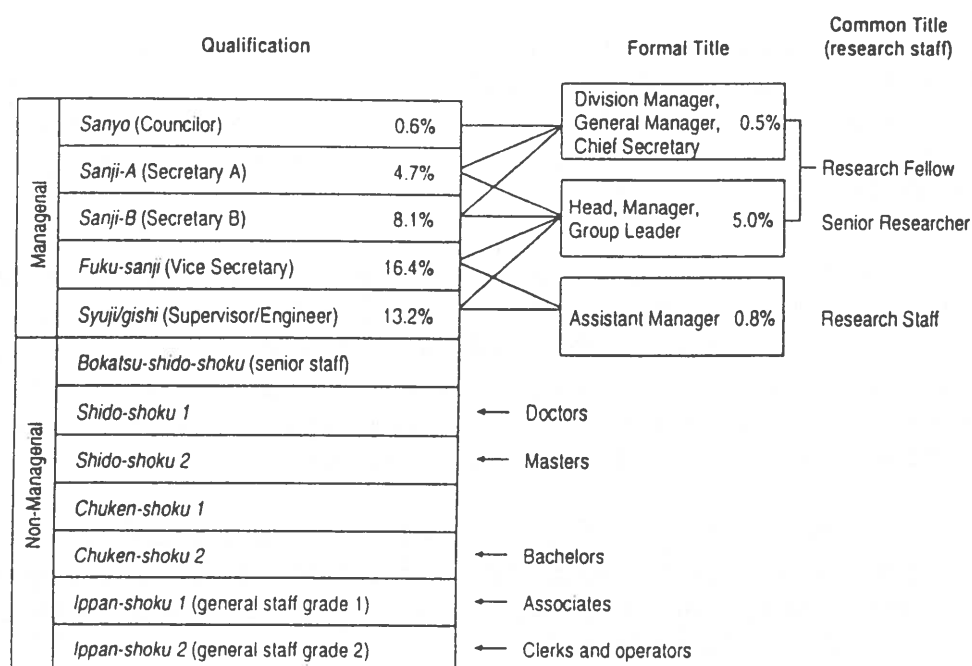 Qualification
Formal Title
Common Title
(research staff)
Managerial
Sanyo (Councilor) 0.6%
Sanji-A (Secretary A) 4.7%
Sanji-B (Secretary B) 8.1%
Fuku-sanji (Vice Secretary) 16.4%
Syuji/gishi (Supervisor/Engineer) 13.2%
Division Manager,
General Manager, 0.5%
Chief Secretary
Head, Manager,
Group Leader 5.0%
Assistant Manager 0.8%
Research Fellow
Senior Researcher
Research Staff
Non-Managerial
Bokatsu-shido-shoku (senior staff)
Shido-shoku 1 ← Doctors
Shido-shoku 2 ← Masters
Chuken-shoku 1
Chuken-shoku 2 ← Bachelors
Ippan-shoku 1 (general staff grade 1) ← Associates
Ippan-shoku 2 (general staff grade 2) ← Clerks and operators